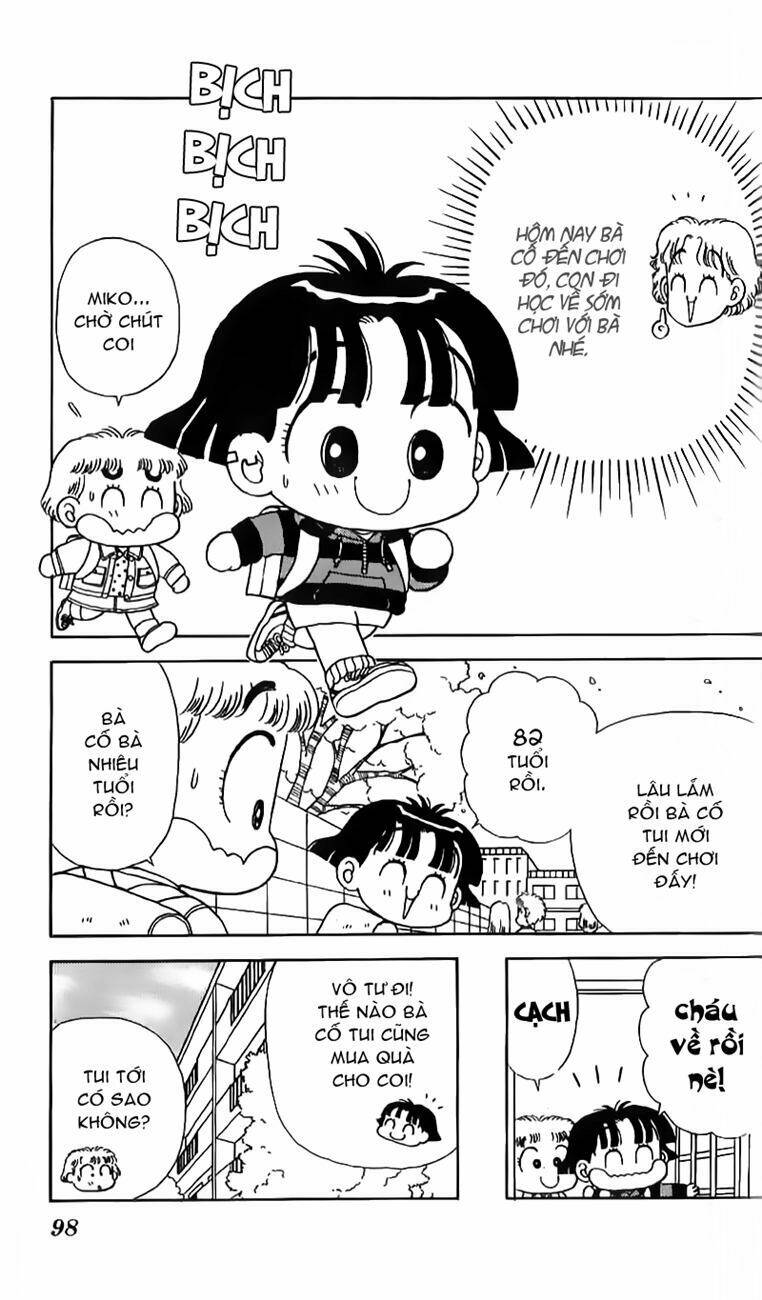 BỊCH
BỊCH
BỊCH
MIKO...
CHỜ CHÚT
COI
HÔM NAY BÀ
CỐ ĐẾN CHƠI
ĐÓ, CON ĐI
HỌC VỀ SỚM
CHƠI VỚI BÀ
NHÉ.
BÀ
CỐ BÀ
NHIÊU
TUỔI
RỒI?
82
TUỔI
RỒI.
LÂU LẮM
RỒI BÀ CỐ
TUI MỚI
ĐẾN CHƠI
ĐẤY!
TUI TỚI
CÓ SAO
KHÔNG?
VÔ TƯ ĐI!
THẾ NÀO BÀ
CỐ TUI CŨNG
MUA QUÀ
CHO COI!
CẠCH
cháu
về rồi
nè!
98